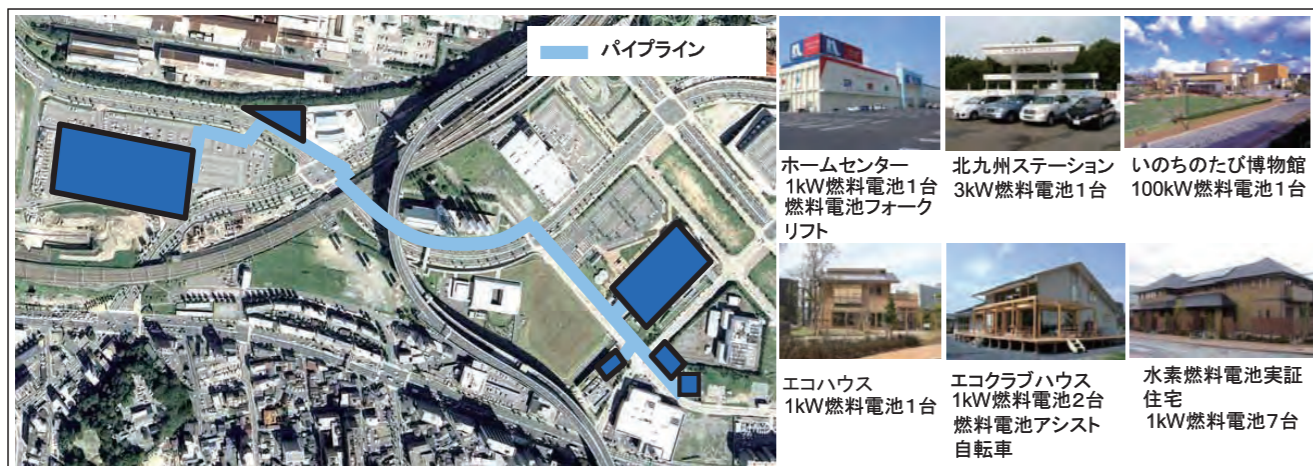 パイプライン
ホームセンター
1kW燃料電池1台
燃料電池フォーク
リフト
北九州ステーション
3kW燃料電池1台
いのちのたび博物館
100kW燃料電池1台
エコハウス
1kW燃料電池1台
エコクラブハウス
1kW燃料電池2台
燃料電池アシスト
自転車
水素燃料電池実証
住宅
1kW燃料電池7台